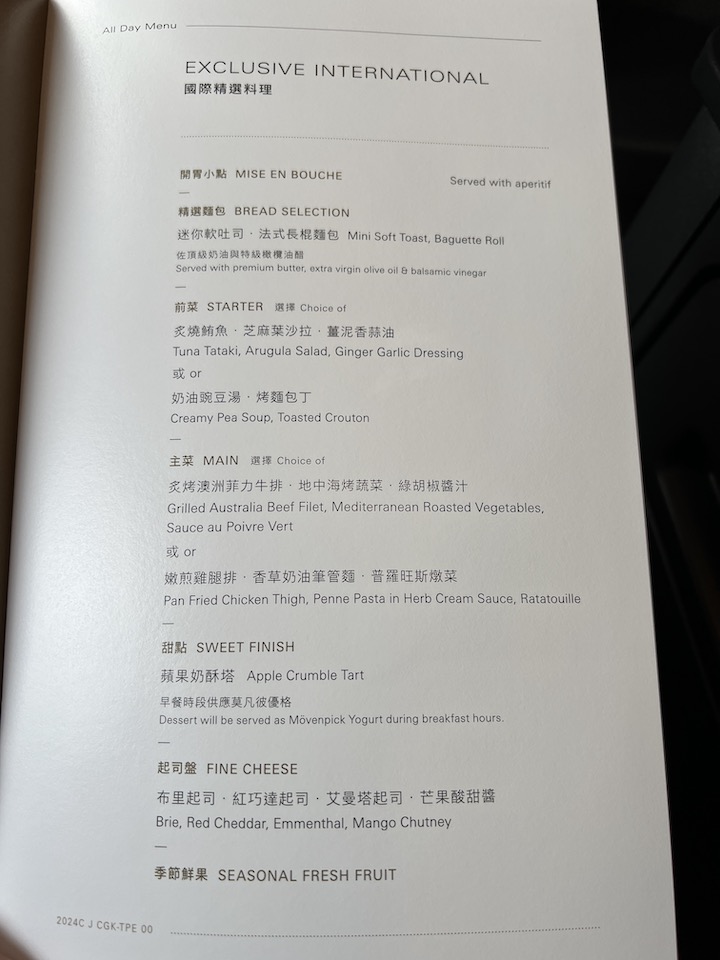 All Day Menu
EXCLUSIVE INTERNATIONAL
國際精選料理
開胃小點 MISE EN BOUCHE
Served with aperitif
精選麵包 BREAD SELECTION
迷你軟吐司・法式長棍麵包 Mini Soft Toast, Baguette Roll
佐頂級奶油與特級橄欖油醋
Served with premium butter, extra virgin olive oil & balsamic vinegar
前菜 STARTER 選擇 Choice of
炙燒鮪魚・芝麻葉沙拉・薑泥香蒜油
Tuna Tataki, Arugula Salad, Ginger Garlic Dressing
或 or
奶油豌豆湯・烤麵包丁
Creamy Pea Soup, Toasted Crouton
主菜 MAIN 選擇 Choice of
炙烤澳洲菲力牛排・地中海烤蔬菜・綠胡椒醬汁
Grilled Australia Beef Filet, Mediterranean Roasted Vegetables,
Sauce au Poivre Vert
或 or
嫩煎雞腿排・香草奶油筆管麵・普羅旺斯燉菜
Pan Fried Chicken Thigh, Penne Pasta in Herb Cream Sauce, Ratatouille
甜點 SWEET FINISH
蘋果奶酥塔 Apple Crumble Tart
早餐時段供應莫凡彼優格
Dessert will be served as Mövenpick Yogurt during breakfast hours.
起司盤 FINE CHEESE
布里起司・紅巧達起司・艾曼塔起司・芒果酸甜醬
Brie, Red Cheddar, Emmenthal, Mango Chutney
季節鮮果 SEASONAL FRESH FRUIT
2024C J CGK-TPE 00